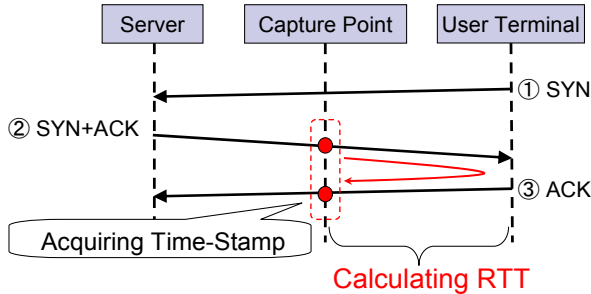 Server
Capture Point
User Terminal
① SYN
② SYN+ACK
③ ACK
Acquiring Time-Stamp
Calculating RTT